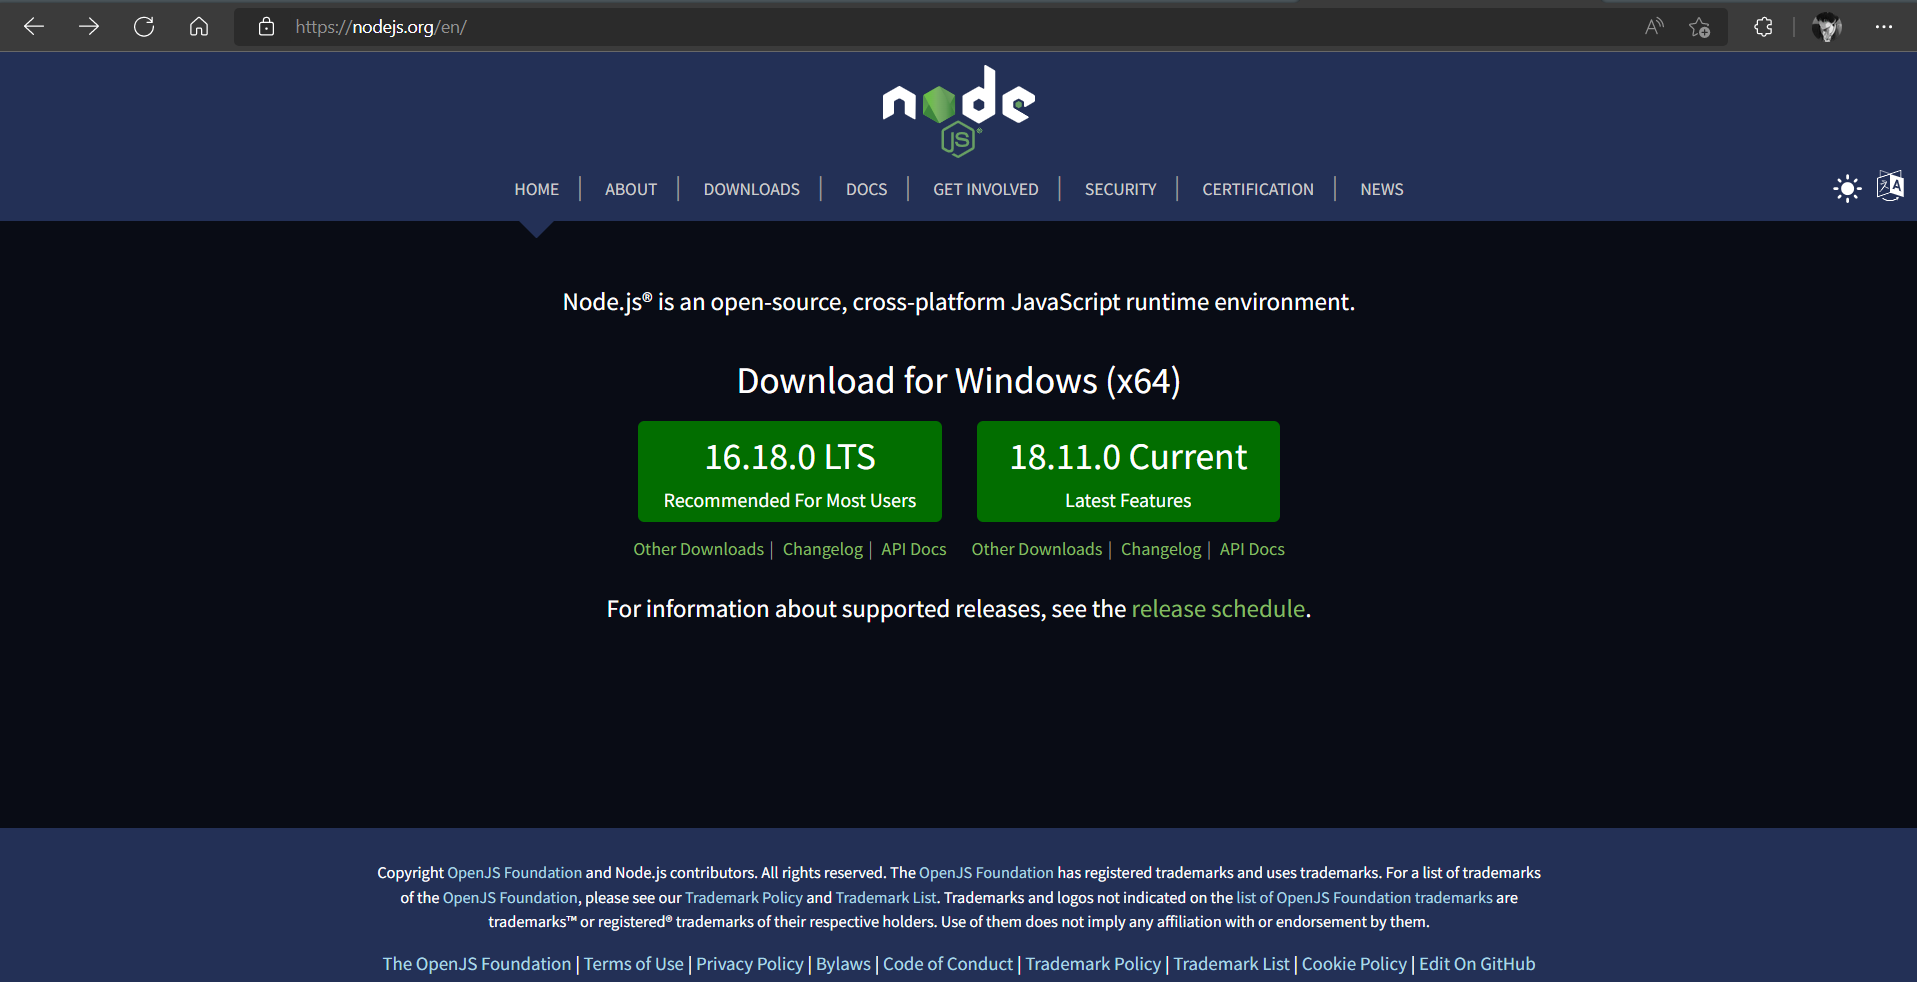 https://nodejs.org/en/
node
JS
HOME | ABOUT | DOWNLOADS | DOCS | GET INVOLVED | SECURITY | CERTIFICATION | NEWS
Node.js® is an open-source, cross-platform JavaScript runtime environment.
Download for Windows (x64)
16.18.0 LTS
Recommended For Most Users
18.11.0 Current
Latest Features
Other Downloads | Changelog | API Docs
Other Downloads | Changelog | API Docs
For information about supported releases, see the release schedule.
Copyright OpenJS Foundation and Node.js contributors. All rights reserved. The OpenJS Foundation has registered trademarks and uses trademarks. For a list of trademarks
of the OpenJS Foundation, please see our Trademark Policy and Trademark List. Trademarks and logos not indicated on the list of OpenJS Foundation trademarks are
trademarks™ or registered® trademarks of their respective holders. Use of them does not imply any affiliation with or endorsement by them.
The OpenJS Foundation | Terms of Use | Privacy Policy | Bylaws | Code of Conduct | Trademark Policy | Trademark List | Cookie Policy | Edit On GitHub